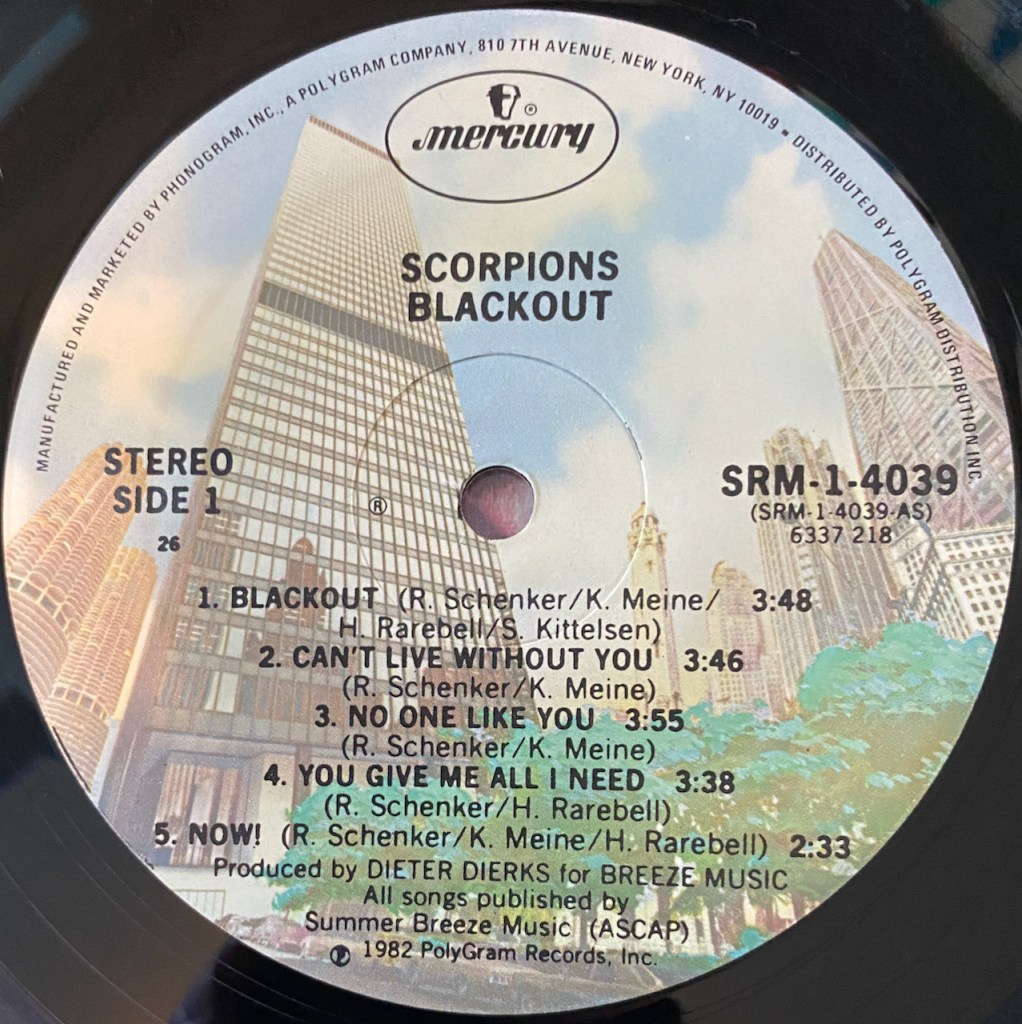 MANUFACTURED AND MARKETED BY PHONOGRAM, INC., A POLYGRAM COMPANY, 810 7TH AVENUE, NEW YORK, NY 10019 ▪ DISTRIBUTED BY POLYGRAM DISTRIBUTION INC.
®
mercury
SCORPIONS
BLACKOUT
STEREO
SIDE 1
26
®
SRM-1-4039
(SRM-1-4039-AS)
6337 218
1. BLACKOUT (R. Schenker/K. Meine/ 3:48
H. Rarebell/S. Kittelsen)
2. CAN'T LIVE WITHOUT YOU 3:46
(R. Schenker/K. Meine)
3. NO ONE LIKE YOU 3:55
(R. Schenker/K. Meine)
4. YOU GIVE ME ALL I NEED 3:38
(R. Schenker/H. Rarebell)
5. NOW! (R. Schenker/K. Meine/H. Rarebell) 2:33
Produced by DIETER DIERKS for BREEZE MUSIC
All songs published by
Summer Breeze Music (ASCAP)
℗ 1982 PolyGram Records, Inc.